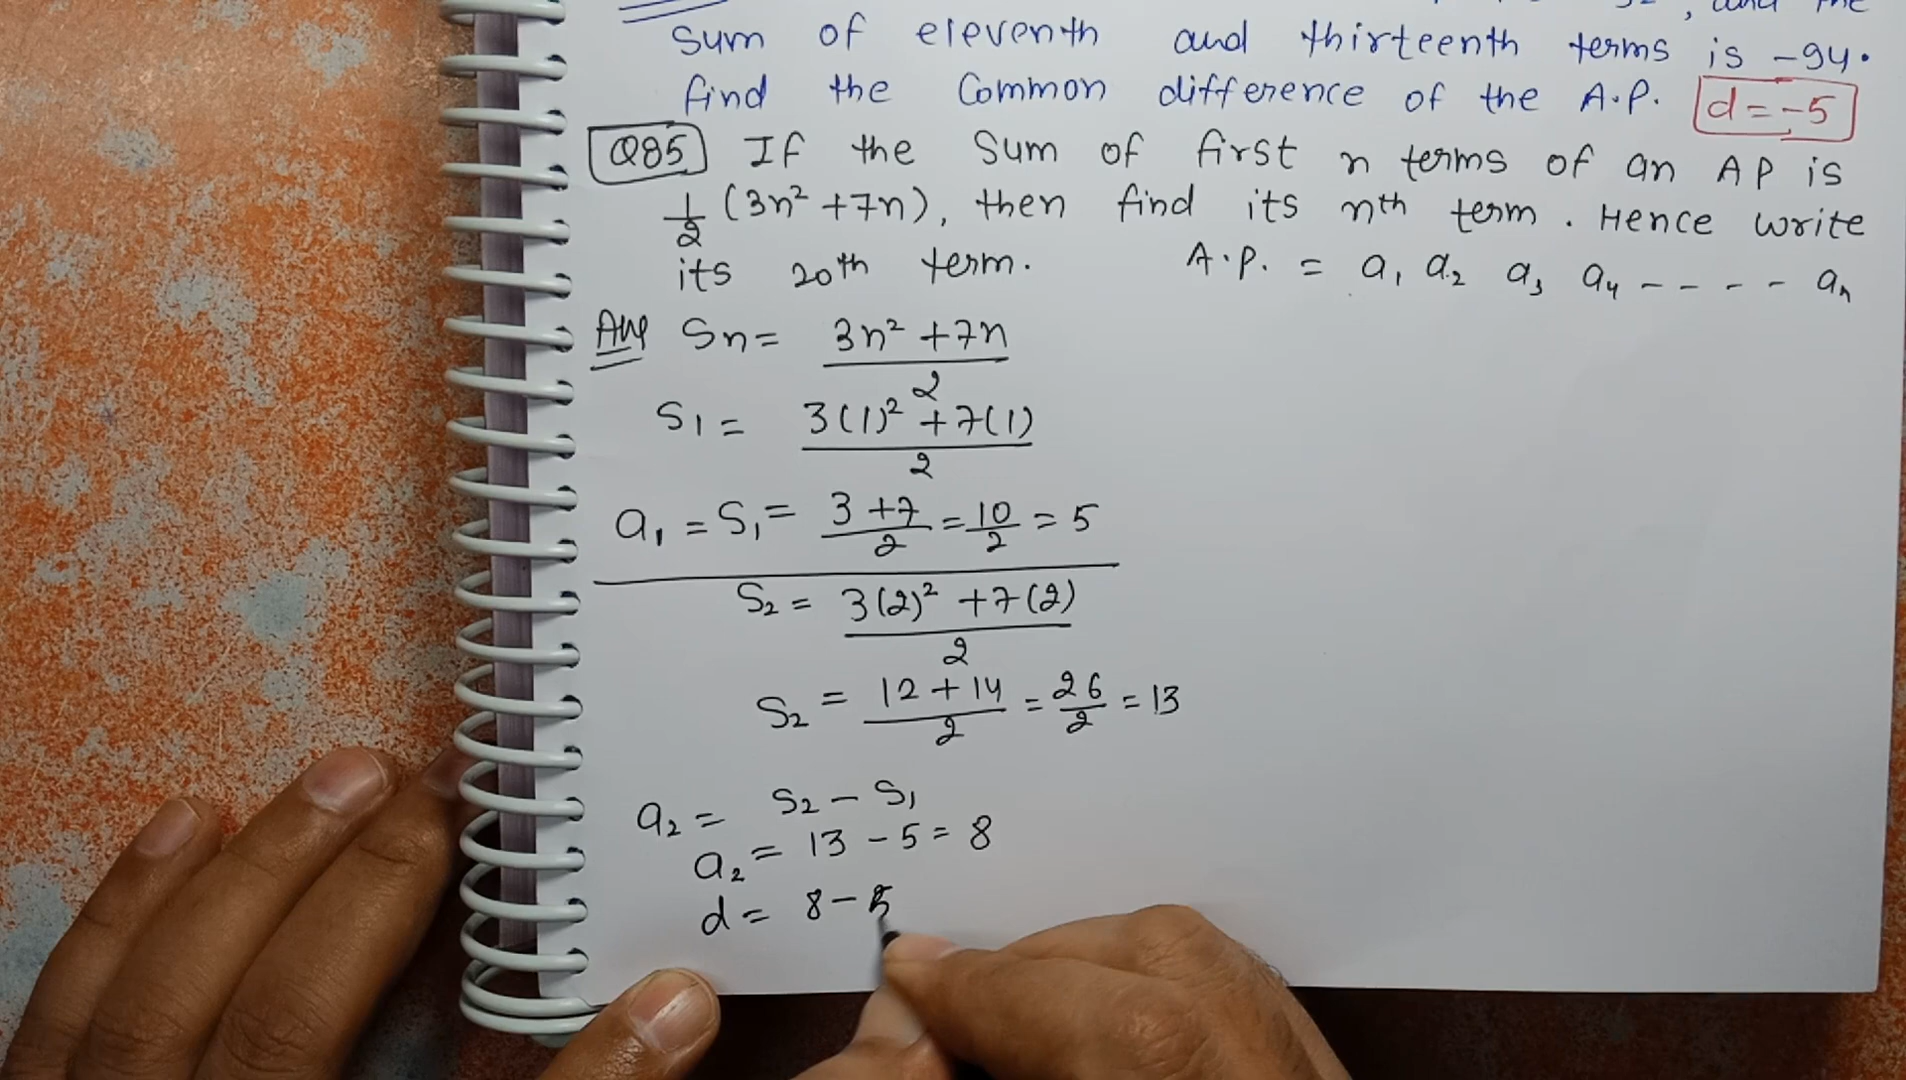 , and the
Sum of eleventh and thirteenth terms is -94.
find the Common difference of the A.P. d=-5
Q85 If the Sum of first n terms of an AP is
1/2 (3n² +7n), then find its nth term. Hence write
its 20th term. A.P. = a₁ a₂ a₃ a₄ - - - - aₙ
Ans Sn = 3n² +7n / 2
S₁ = 3(1)² +7(1) / 2
a₁ = S₁ = 3+7 / 2 = 10/2 = 5
S₂ = 3(2)² +7(2) / 2
S₂ = 12+14 / 2 = 26/2 = 13
a₂ = S₂ - S₁
a₂ = 13 - 5 = 8
d = 8 - 5